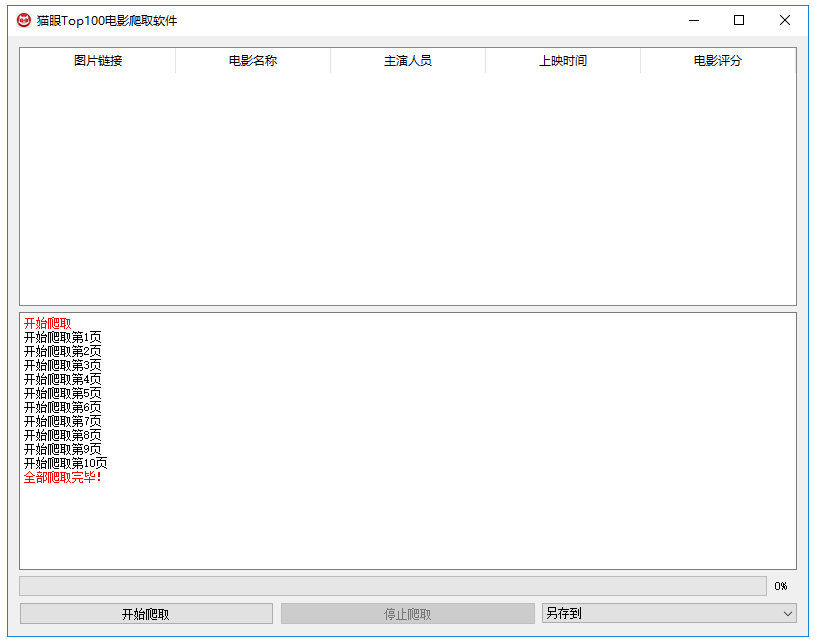 猫眼Top100电影爬取软件
图片链接 电影名称 主演人员 上映时间 电影评分
开始爬取
开始爬取第1页
开始爬取第2页
开始爬取第3页
开始爬取第4页
开始爬取第5页
开始爬取第6页
开始爬取第7页
开始爬取第8页
开始爬取第9页
开始爬取第10页
全部爬取完毕!
0%
开始爬取 停止爬取 另存到